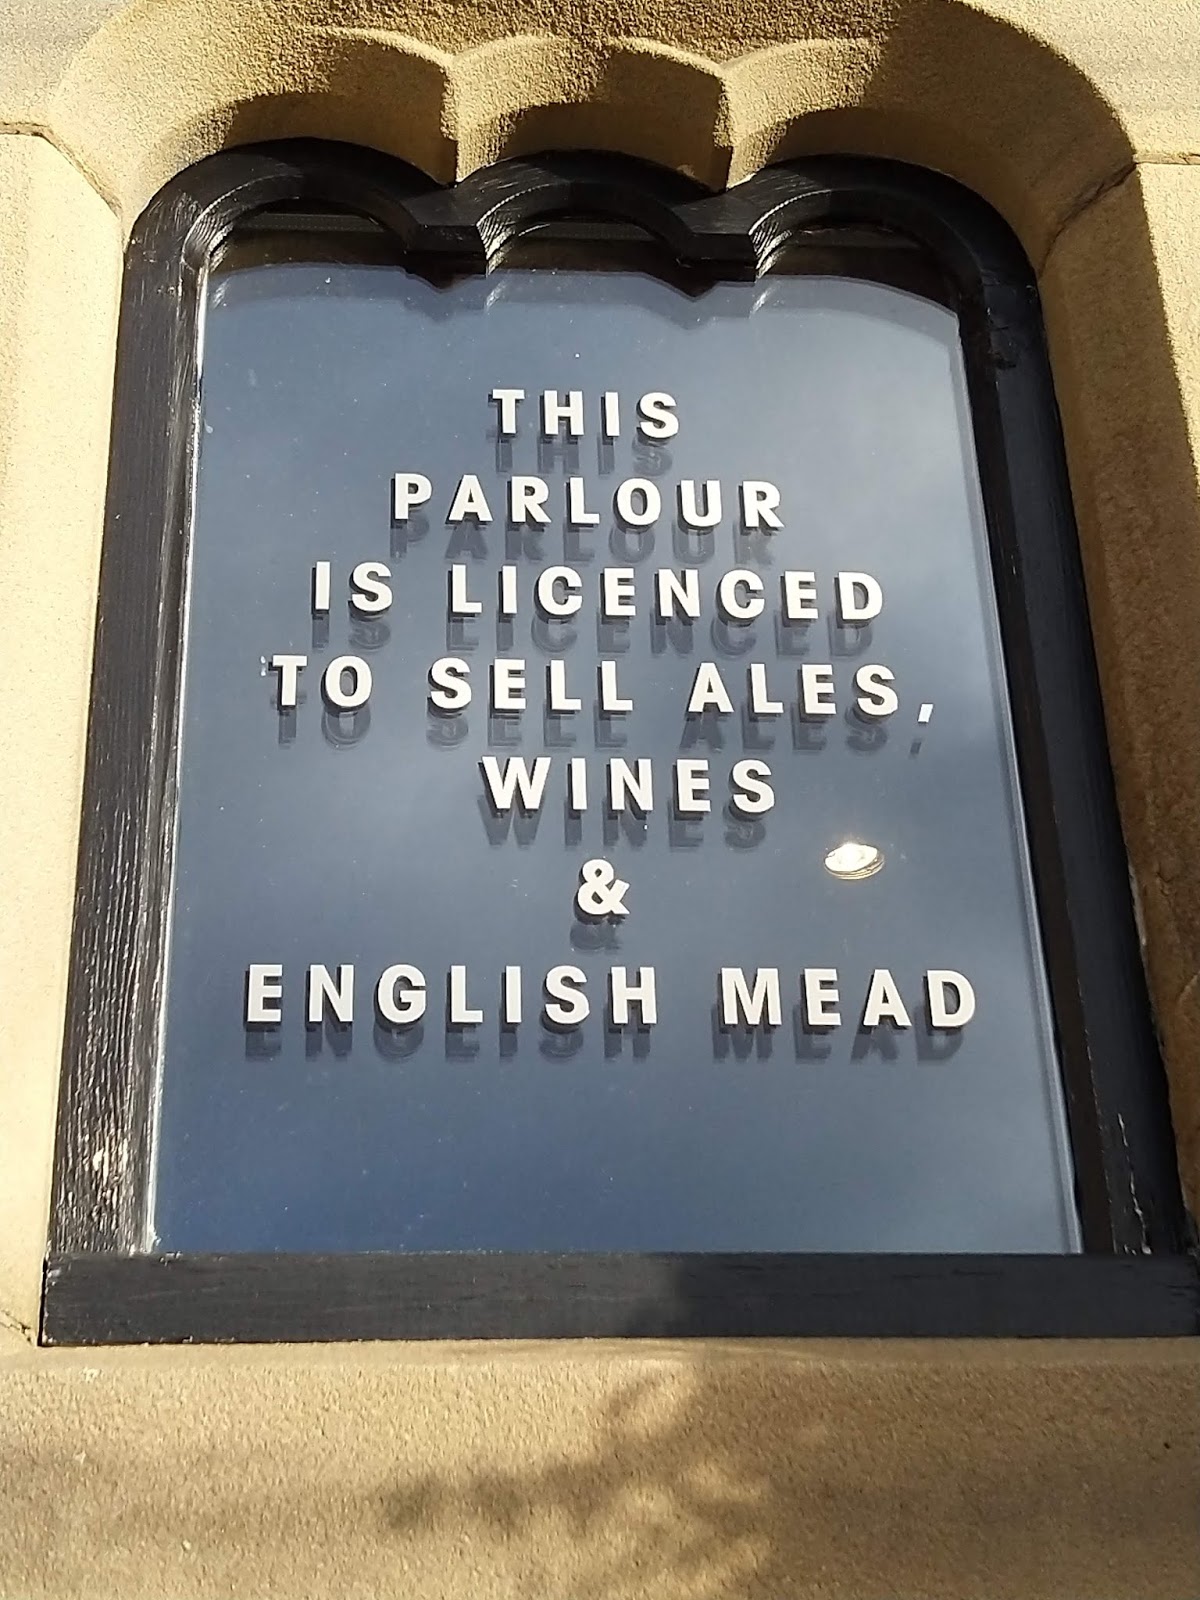 THIS
PARLOUR
IS LICENCED
TO SELL ALES,
WINES
&
ENGLISH MEAD